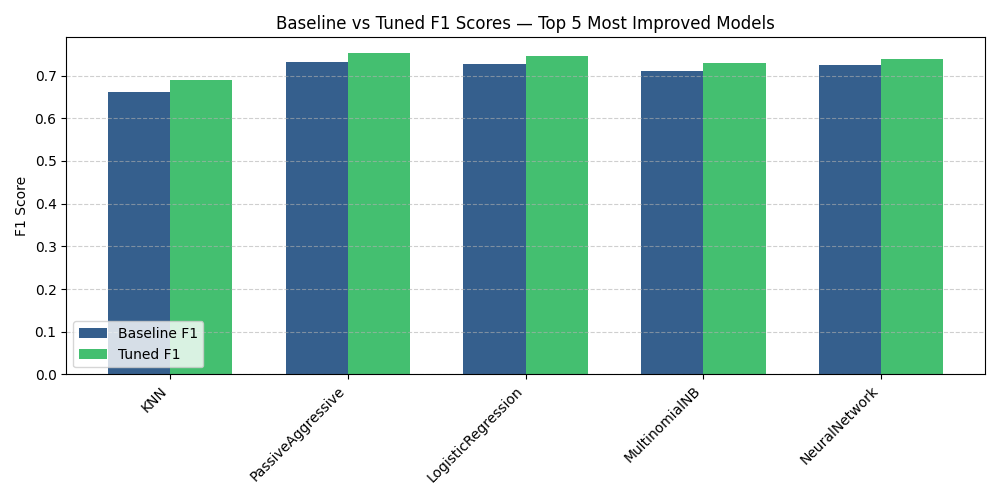 Baseline vs Tuned F1 Scores — Top 5 Most Improved Models
F1 Score
0.7
0.6
0.5
0.4
0.3
0.2
0.1
0.0
Baseline F1
Tuned F1
KNN
PassiveAggressive
LogisticRegression
MultinomialNB
NeuralNetwork